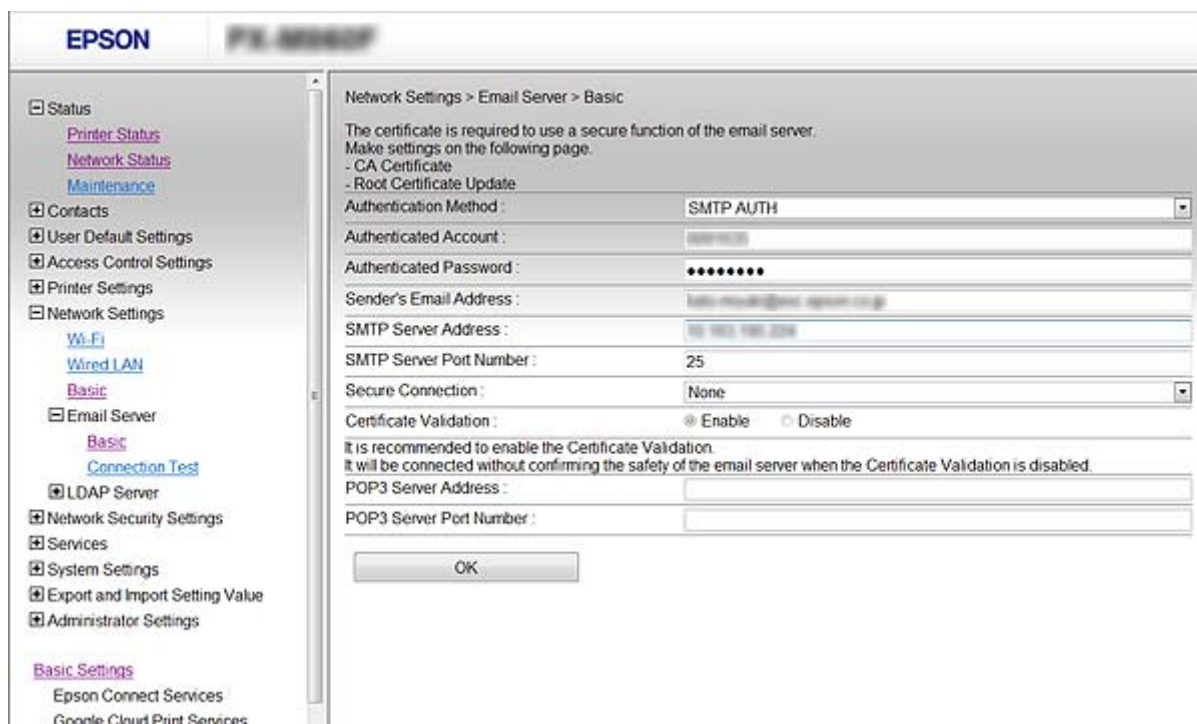 EPSON
Status
Printer Status
Network Status
Maintenance
Contacts
User Default Settings
Access Control Settings
Printer Settings
Network Settings
Wi-Fi
Wired LAN
Basic
Email Server
Basic
Connection Test
LDAP Server
Network Security Settings
Services
System Settings
Export and Import Setting Value
Administrator Settings
Basic Settings
Epson Connect Services
Google Cloud Print Services
Network Settings > Email Server > Basic
The certificate is required to use a secure function of the email server.
Make settings on the following page.
- CA Certificate
- Root Certificate Update
Authentication Method : SMTP AUTH
Authenticated Account :
Authenticated Password : ●●●●●●●●
Sender's Email Address :
SMTP Server Address :
SMTP Server Port Number : 25
Secure Connection : None
Certificate Validation : Enable Disable
It is recommended to enable the Certificate Validation.
It will be connected without confirming the safety of the email server when the Certificate Validation is disabled.
POP3 Server Address :
POP3 Server Port Number :
OK